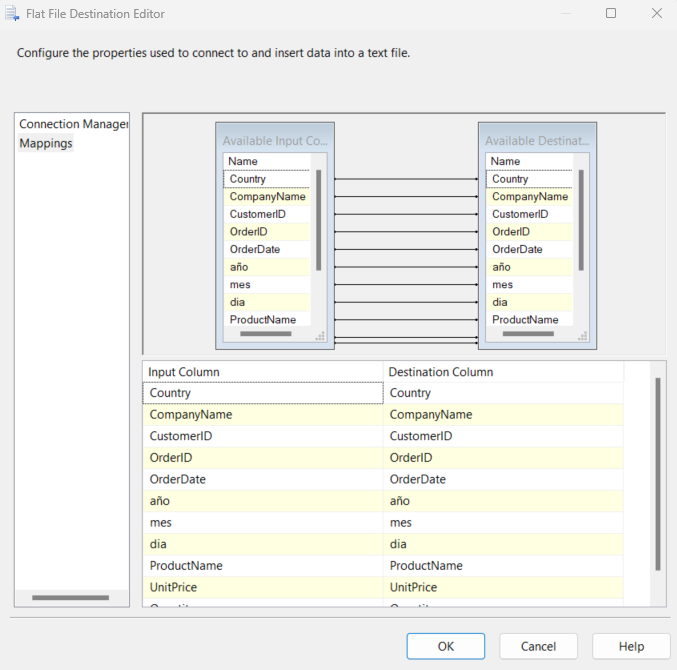 Flat File Destination Editor
Configure the properties used to connect to and insert data into a text file.
Connection Manager
Mappings
Available Input Co...
Name
Country
CompanyName
CustomerID
OrderID
OrderDate
año
mes
dia
ProductName
Available Destinat...
Name
Country
CompanyName
CustomerID
OrderID
OrderDate
año
mes
dia
ProductName
Input Column Destination Column
Country Country
CompanyName CompanyName
CustomerID CustomerID
OrderID OrderID
OrderDate OrderDate
año año
mes mes
dia dia
ProductName ProductName
UnitPrice UnitPrice
OK Cancel Help